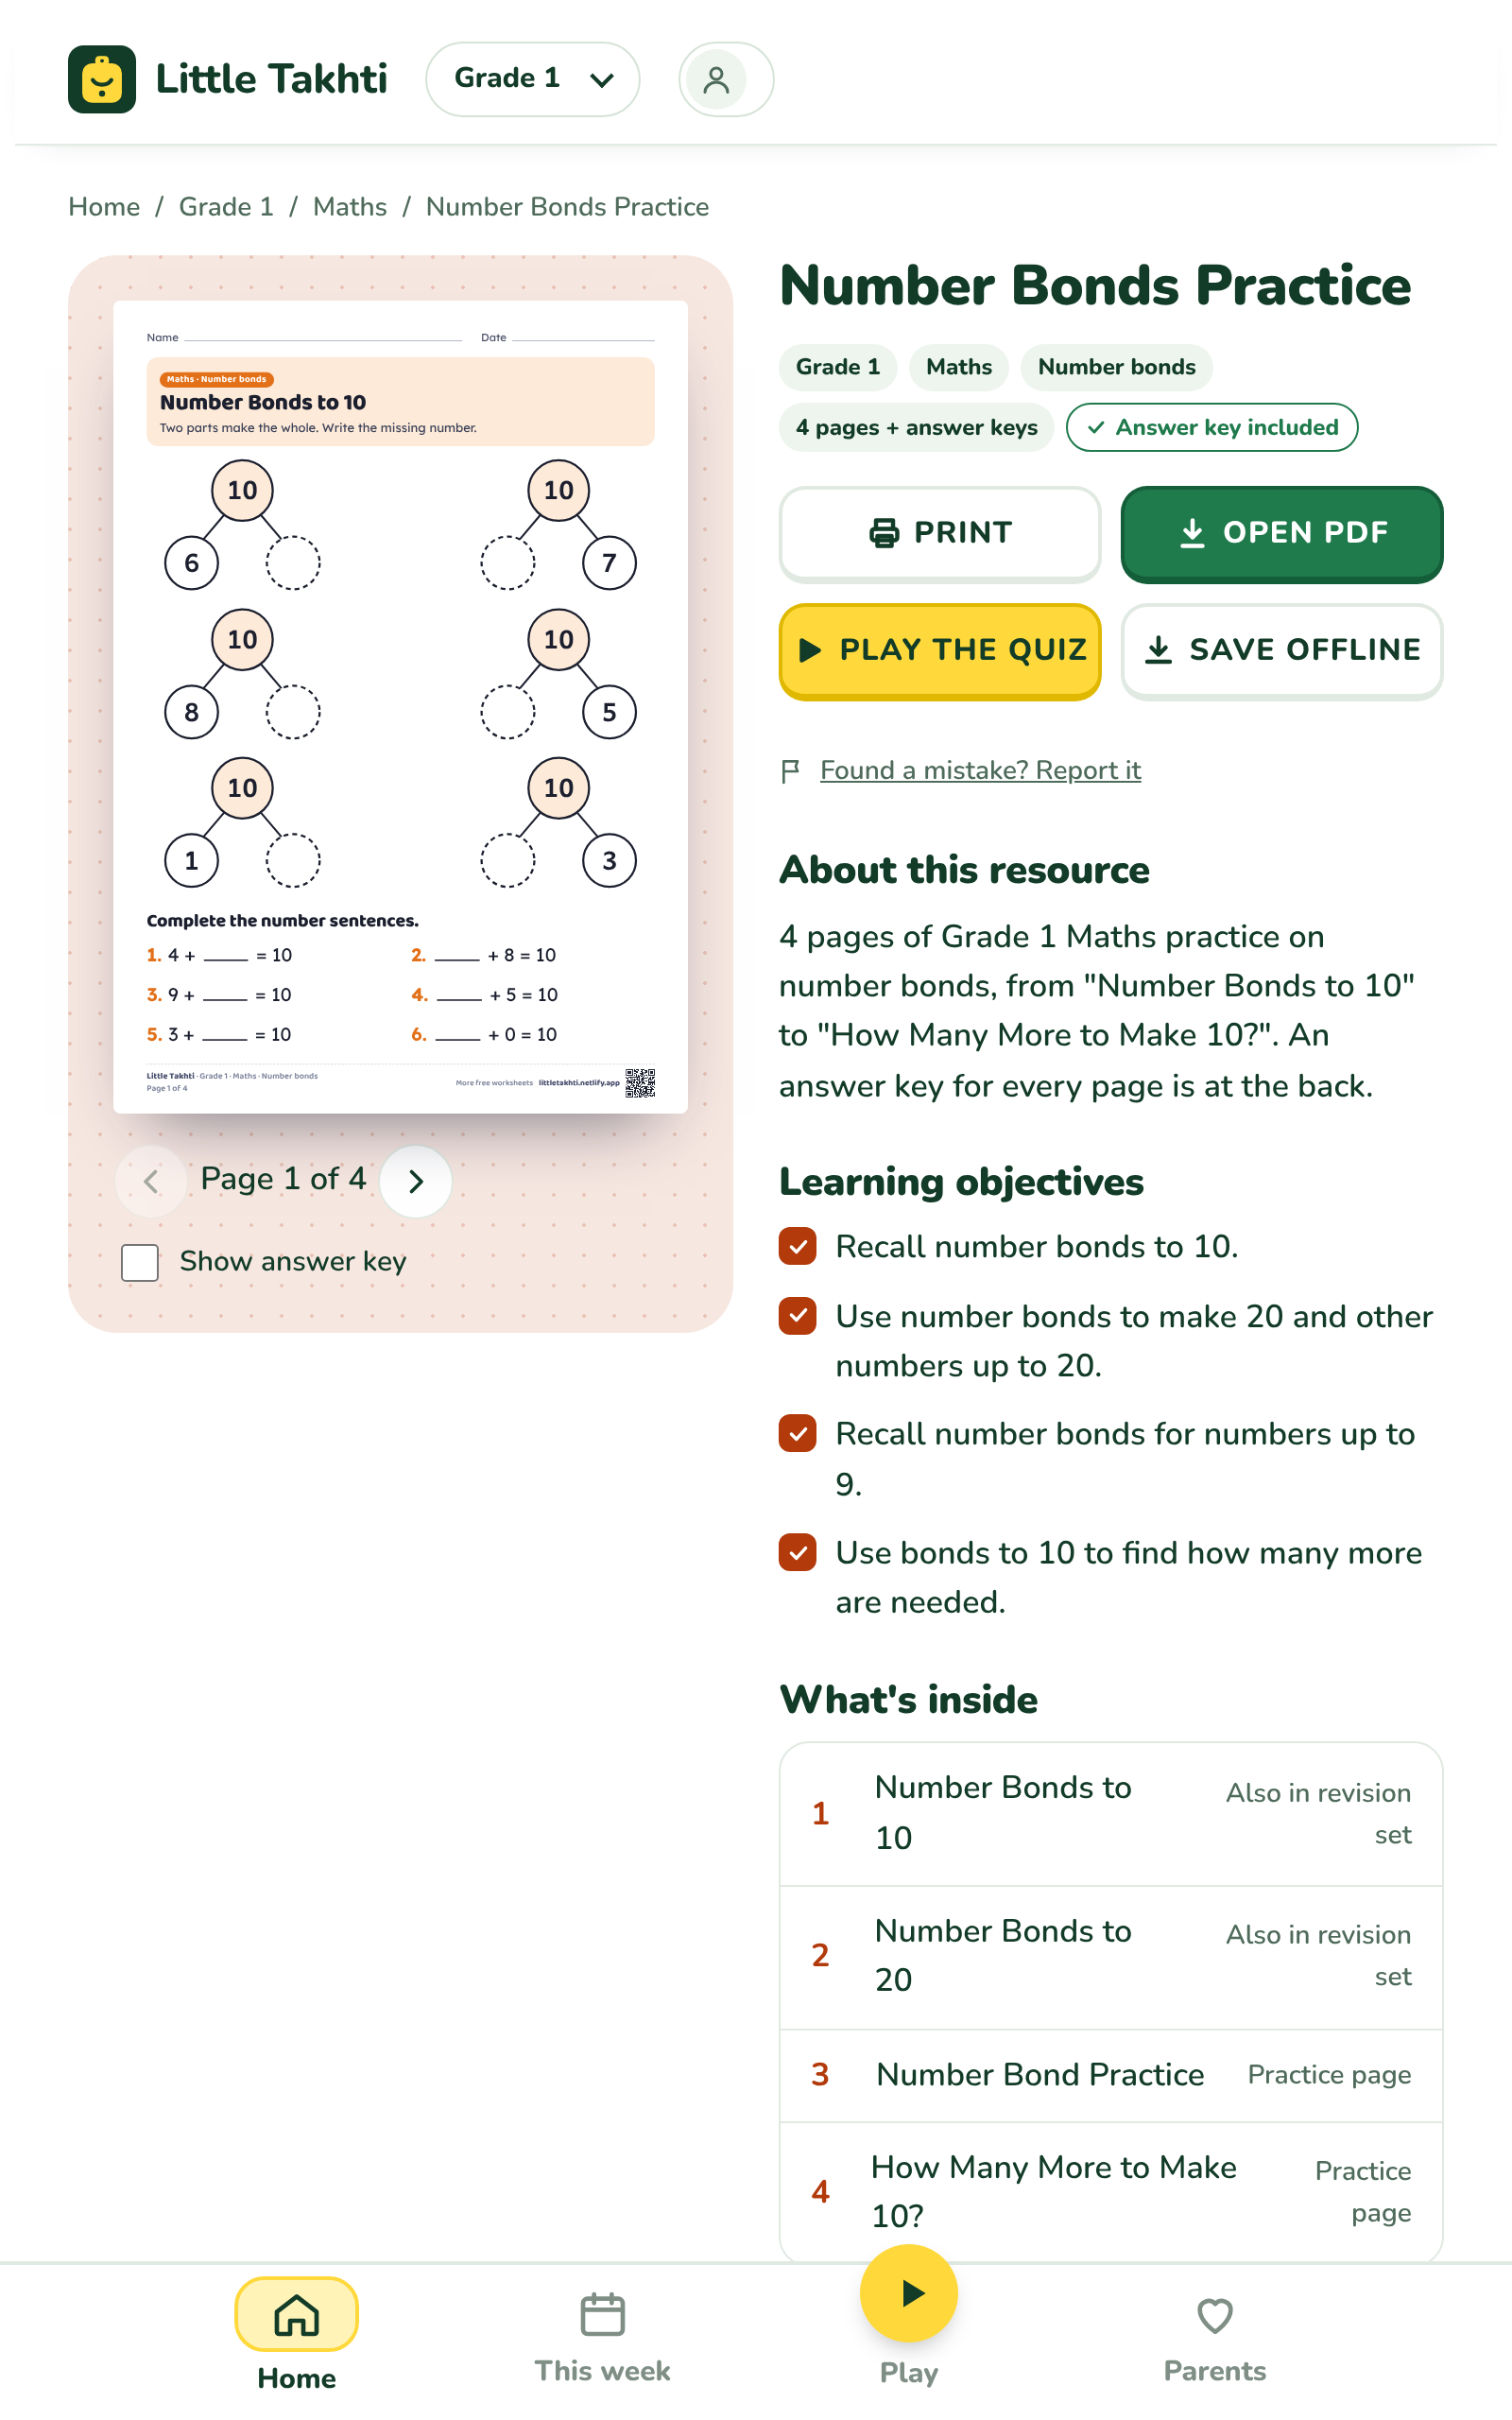 Little Takhti
Grade 1
Home / Grade 1 / Maths / Number Bonds Practice
Name
Date
Maths · Number bonds
Number Bonds to 10
Two parts make the whole. Write the missing number.
10
6
10
7
10
8
10
5
10
1
10
3
Complete the number sentences.
1. 4 + ____ = 10
2. ____ + 8 = 10
3. 9 + ____ = 10
4. ____ + 5 = 10
5. 3 + ____ = 10
6. ____ + 0 = 10
Little Takhti · Grade 1 · Maths · Number bonds
Page 1 of 4
More free worksheets littletakhti.netlify.app
Page 1 of 4
Show answer key
Number Bonds Practice
Grade 1
Maths
Number bonds
4 pages + answer keys
Answer key included
PRINT
OPEN PDF
PLAY THE QUIZ
SAVE OFFLINE
Found a mistake? Report it
About this resource
4 pages of Grade 1 Maths practice on
number bonds, from "Number Bonds to 10"
to "How Many More to Make 10?". An
answer key for every page is at the back.
Learning objectives
Recall number bonds to 10.
Use number bonds to make 20 and other
numbers up to 20.
Recall number bonds for numbers up to
9.
Use bonds to 10 to find how many more
are needed.
What's inside
1
Number Bonds to
10
Also in revision
set
2
Number Bonds to
20
Also in revision
set
3
Number Bond Practice
Practice page
4
How Many More to Make
10?
Practice
page
Home
This week
Play
Parents